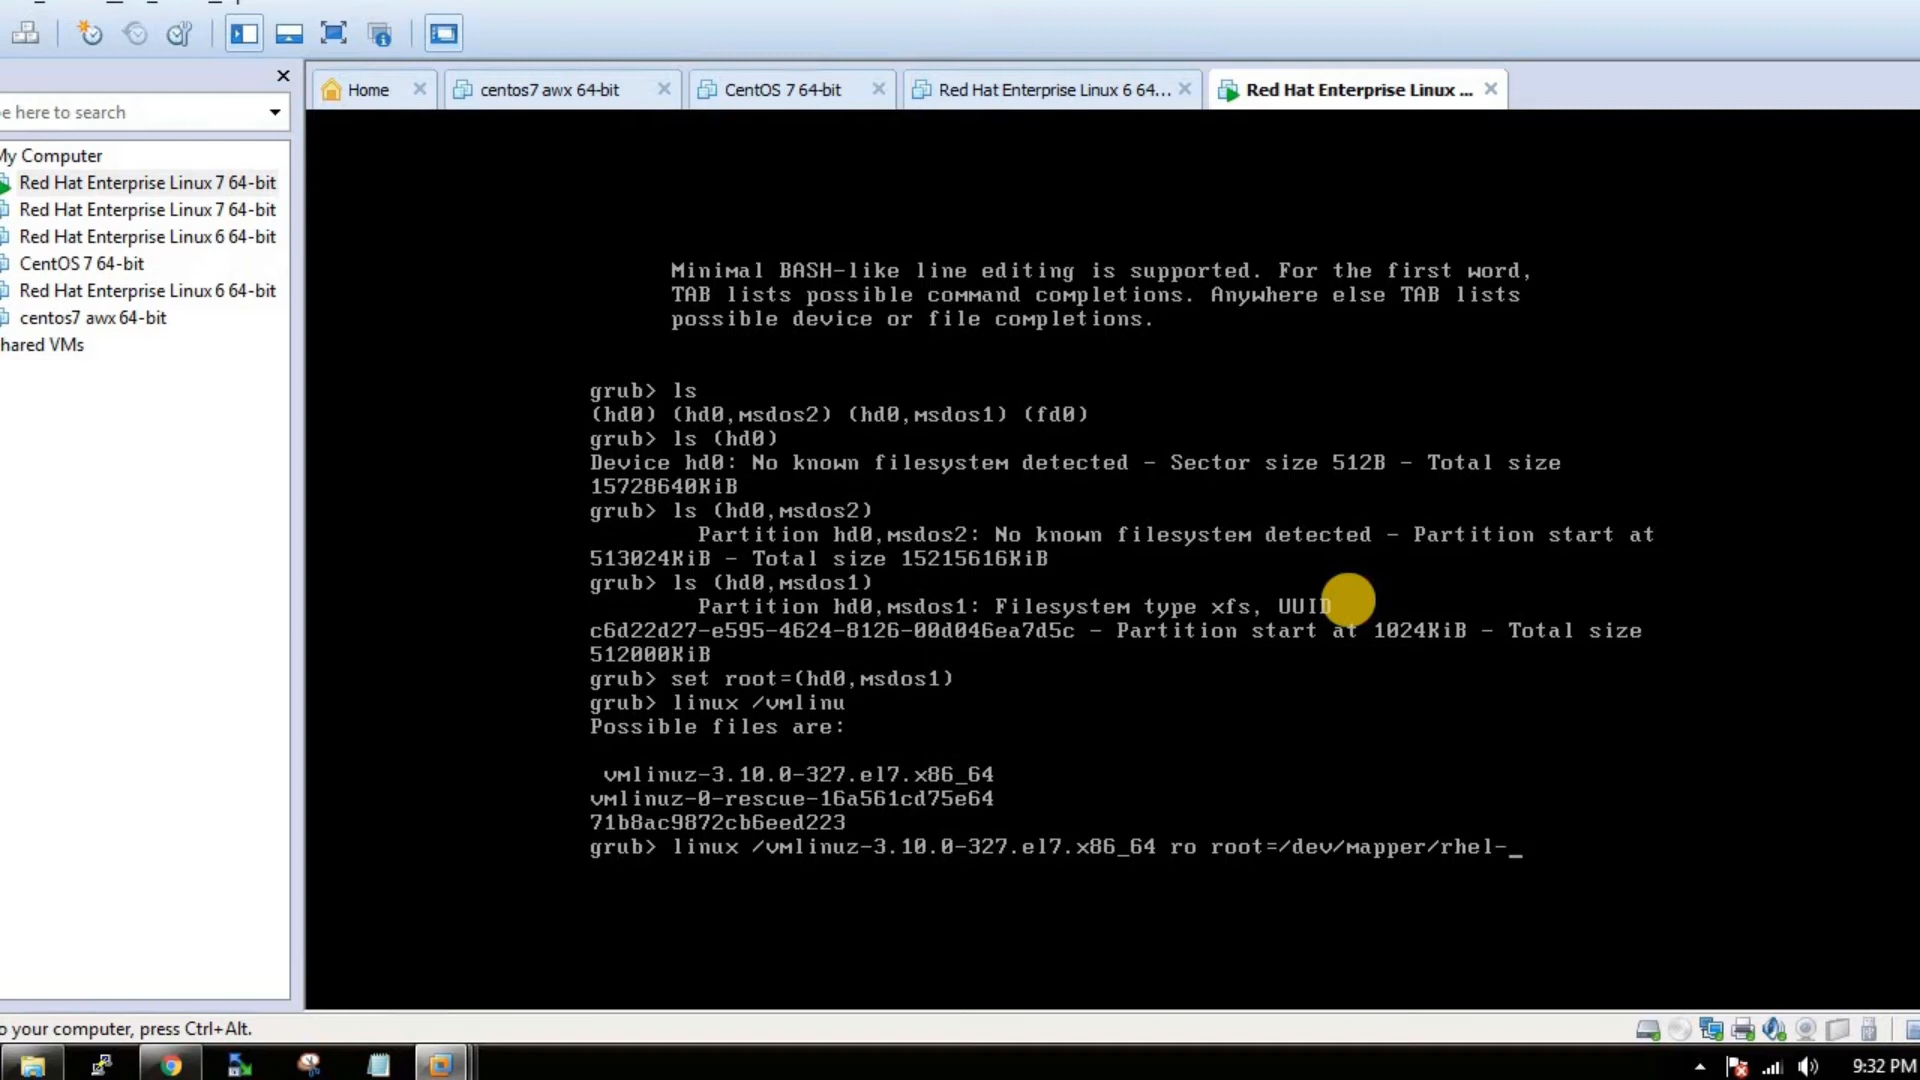 Home
centos7 awx 64-bit
CentOS 7 64-bit
Red Hat Enterprise Linux 6 64...
Red Hat Enterprise Linux ...
here to search
My Computer
Red Hat Enterprise Linux 7 64-bit
Red Hat Enterprise Linux 7 64-bit
Red Hat Enterprise Linux 6 64-bit
CentOS 7 64-bit
Red Hat Enterprise Linux 6 64-bit
centos7 awx 64-bit
hared VMs
Minimal BASH-like line editing is supported. For the first word,
TAB lists possible command completions. Anywhere else TAB lists
possible device or file completions.
grub> ls
(hd0) (hd0,msdos2) (hd0,msdos1) (fd0)
grub> ls (hd0)
Device hd0: No known filesystem detected - Sector size 512B - Total size
15728640KiB
grub> ls (hd0,msdos2)
Partition hd0,msdos2: No known filesystem detected - Partition start at
513024KiB - Total size 15215616KiB
grub> ls (hd0,msdos1)
Partition hd0,msdos1: Filesystem type xfs, UUID
c6d22d27-e595-4624-8126-00d046ea7d5c - Partition start at 1024KiB - Total size
512000KiB
grub> set root=(hd0,msdos1)
grub> linux /vmlinu
Possible files are:
vmlinuz-3.10.0-327.el7.x86_64
vmlinuz-0-rescue-16a561cd75e64
71b8ac9872cb6eed223
grub> linux /vmlinuz-3.10.0-327.el7.x86_64 ro root=/dev/mapper/rhel-_
o your computer, press Ctrl+Alt.
9:32 PM